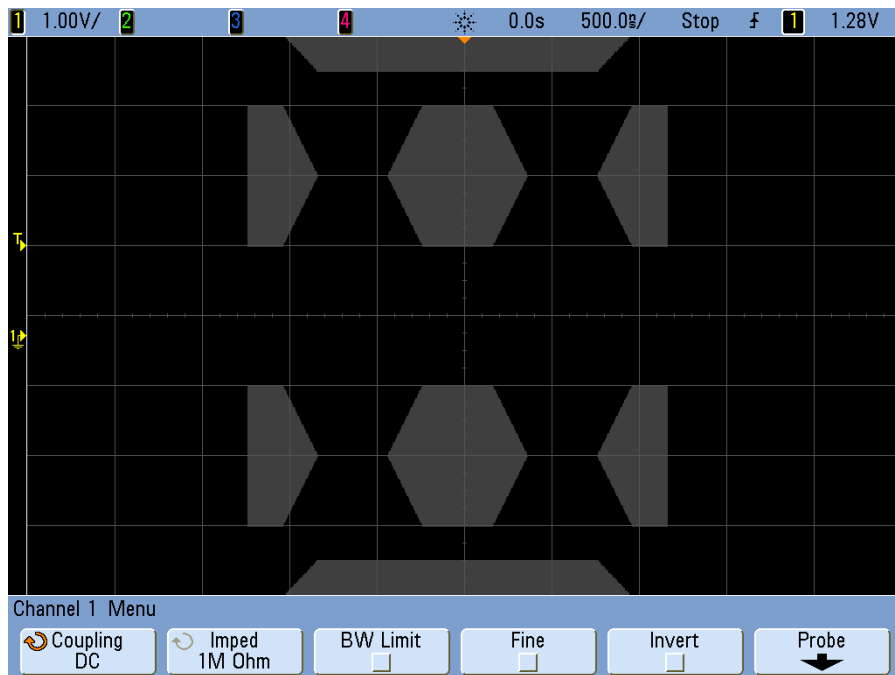 1 1.00V/ 2 3 4 0.0s 500.0ns/ Stop 1 1.28V
T
1
Channel 1 Menu
Coupling Imped BW Limit Fine Invert Probe
DC 1M Ohm